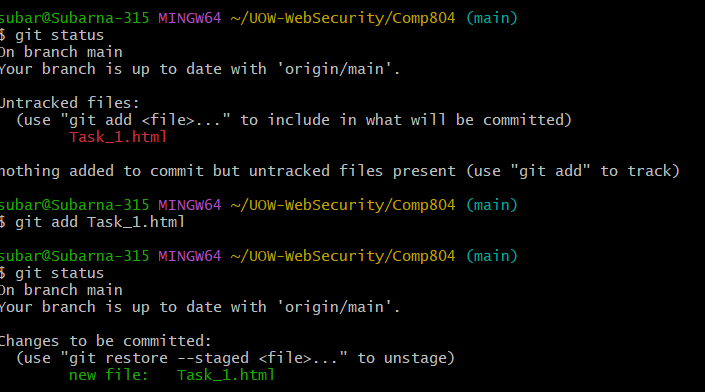 subar@Subarna-315 MINGW64 ~/UOW-WebSecurity/Comp804 (main)
$ git status
On branch main
Your branch is up to date with 'origin/main'.
Untracked files:
(use "git add <file>..." to include in what will be committed)
Task_1.html
nothing added to commit but untracked files present (use "git add" to track)
subar@Subarna-315 MINGW64 ~/UOW-WebSecurity/Comp804 (main)
$ git add Task_1.html
subar@Subarna-315 MINGW64 ~/UOW-WebSecurity/Comp804 (main)
$ git status
On branch main
Your branch is up to date with 'origin/main'.
Changes to be committed:
(use "git restore --staged <file>..." to unstage)
new file:   Task_1.html